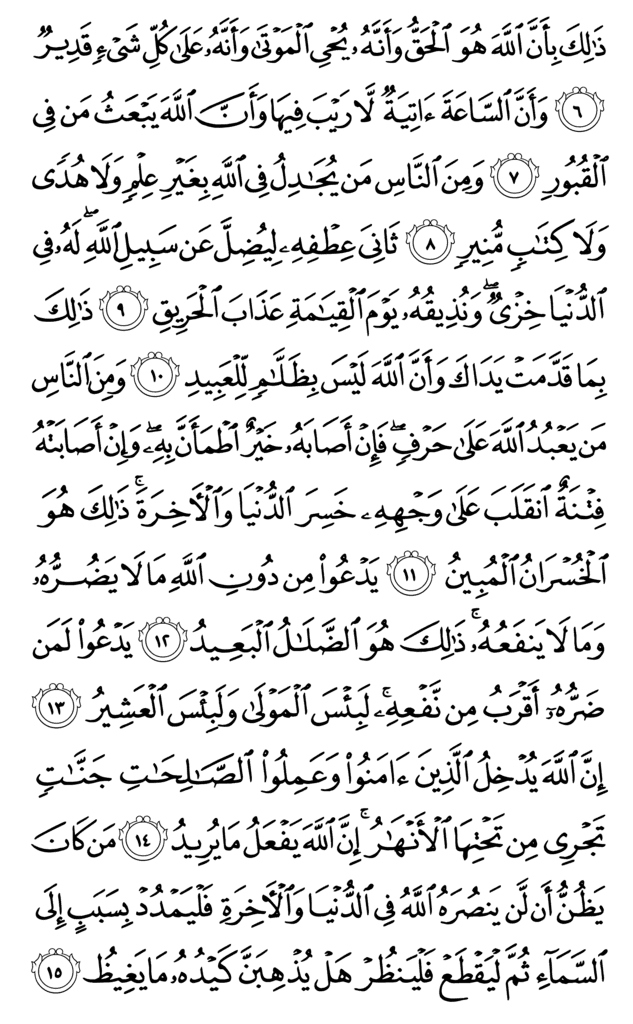 ذَٰلِكَ بِأَنَّ ٱللَّهَ هُوَ ٱلْحَقُّ وَأَنَّهُۥ يُحْيِ ٱلْمَوْتَىٰ وَأَنَّهُۥ عَلَىٰ كُلِّ شَىْءٍۢ قَدِيرٌۭ
٦ وَأَنَّ ٱلسَّاعَةَ ءَاتِيَةٌۭ لَّا رَيْبَ فِيهَا وَأَنَّ ٱللَّهَ يَبْعَثُ مَن فِى
ٱلْقُبُورِ ٧ وَمِنَ ٱلنَّاسِ مَن يُجَٰدِلُ فِى ٱللَّهِ بِغَيْرِ عِلْمٍۢ وَلَا هُدًۭى
وَلَا كِتَٰبٍۢ مُّنِيرٍۢ ٨ ثَانِىَ عِطْفِهِۦ لِيُضِلَّ عَن سَبِيلِ ٱللَّهِ ۖ لَهُۥ فِى
ٱلدُّنْيَا خِزْىٌۭ ۖ وَنُذِيقُهُۥ يَوْمَ ٱلْقِيَٰمَةِ عَذَابَ ٱلْحَرِيقِ ٩ ذَٰلِكَ
بِمَا قَدَّمَتْ يَدَاكَ وَأَنَّ ٱللَّهَ لَيْسَ بِظَلَّٰمٍۢ لِّلْعَبِيدِ ١٠ وَمِنَ ٱلنَّاسِ
مَن يَعْبُدُ ٱللَّهَ عَلَىٰ حَرْفٍۢ ۖ فَإِنْ أَصَابَهُۥ خَيْرٌ ٱطْمَأَنَّ بِهِۦ ۖ وَإِنْ أَصَابَتْهُ
فِتْنَةٌ ٱنقَلَبَ عَلَىٰ وَجْهِهِۦ خَسِرَ ٱلدُّنْيَا وَٱلْءَاخِرَةَ ۚ ذَٰلِكَ هُوَ
ٱلْخُسْرَانُ ٱلْمُبِينُ ١١ يَدْعُوا۟ مِن دُونِ ٱللَّهِ مَا لَا يَضُرُّهُۥ
وَمَا لَا يَنفَعُهُۥ ۚ ذَٰلِكَ هُوَ ٱلضَّلَٰلُ ٱلْبَعِيدُ ١٢ يَدْعُوا۟ لَمَن
ضَرُّهُۥٓ أَقْرَبُ مِن نَّفْعِهِۦ ۚ لَبِئْسَ ٱلْمَوْلَىٰ وَلَبِئْسَ ٱلْعَشِيرُ ١٣
إِنَّ ٱللَّهَ يُدْخِلُ ٱلَّذِينَ ءَامَنُوا۟ وَعَمِلُوا۟ ٱلصَّٰلِحَٰتِ جَنَّٰتٍۢ
تَجْرِى مِن تَحْتِهَا ٱلْأَنْهَٰرُ ۚ إِنَّ ٱللَّهَ يَفْعَلُ مَا يُرِيدُ ١٤ مَن كَانَ
يَظُنُّ أَن لَّن يَنصُرَهُ ٱللَّهُ فِى ٱلدُّنْيَا وَٱلْءَاخِرَةِ فَلْيَمْدُدْ بِسَبَبٍ إِلَى
ٱلسَّمَآءِ ثُمَّ لْيَقْطَعْ فَلْيَنظُرْ هَلْ يُذْهِبَنَّ كَيْدُهُۥ مَا يَغِيظُ ١٥